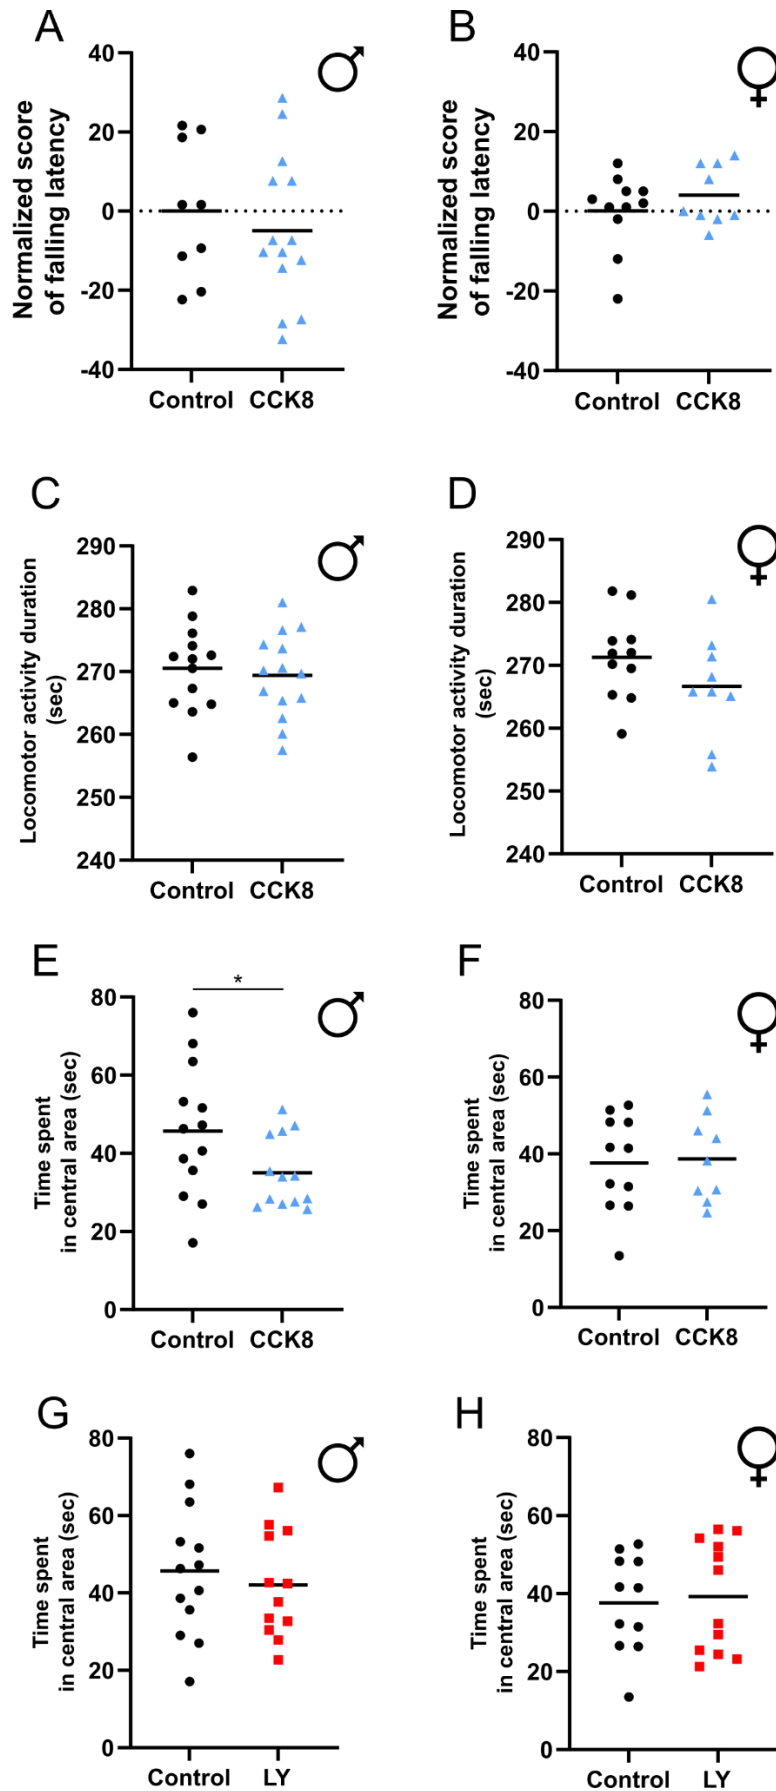 A
Normalized score
of falling latency
40
20
0
-20
-40
Control CCK8
B
Normalized score
of falling latency
40
20
0
-20
-40
Control CCK8
C
Locomotor activity duration
(sec)
290
280
270
260
250
240
Control CCK8
D
Locomotor activity duration
(sec)
290
280
270
260
250
240
Control CCK8
E
Time spent
in central area (sec)
80
60
40
20
0
*
Control CCK8
F
Time spent
in central area (sec)
80
60
40
20
0
Control CCK8
G
Time spent
in central area (sec)
80
60
40
20
0
Control LY
H
Time spent
in central area (sec)
80
60
40
20
0
Control LY